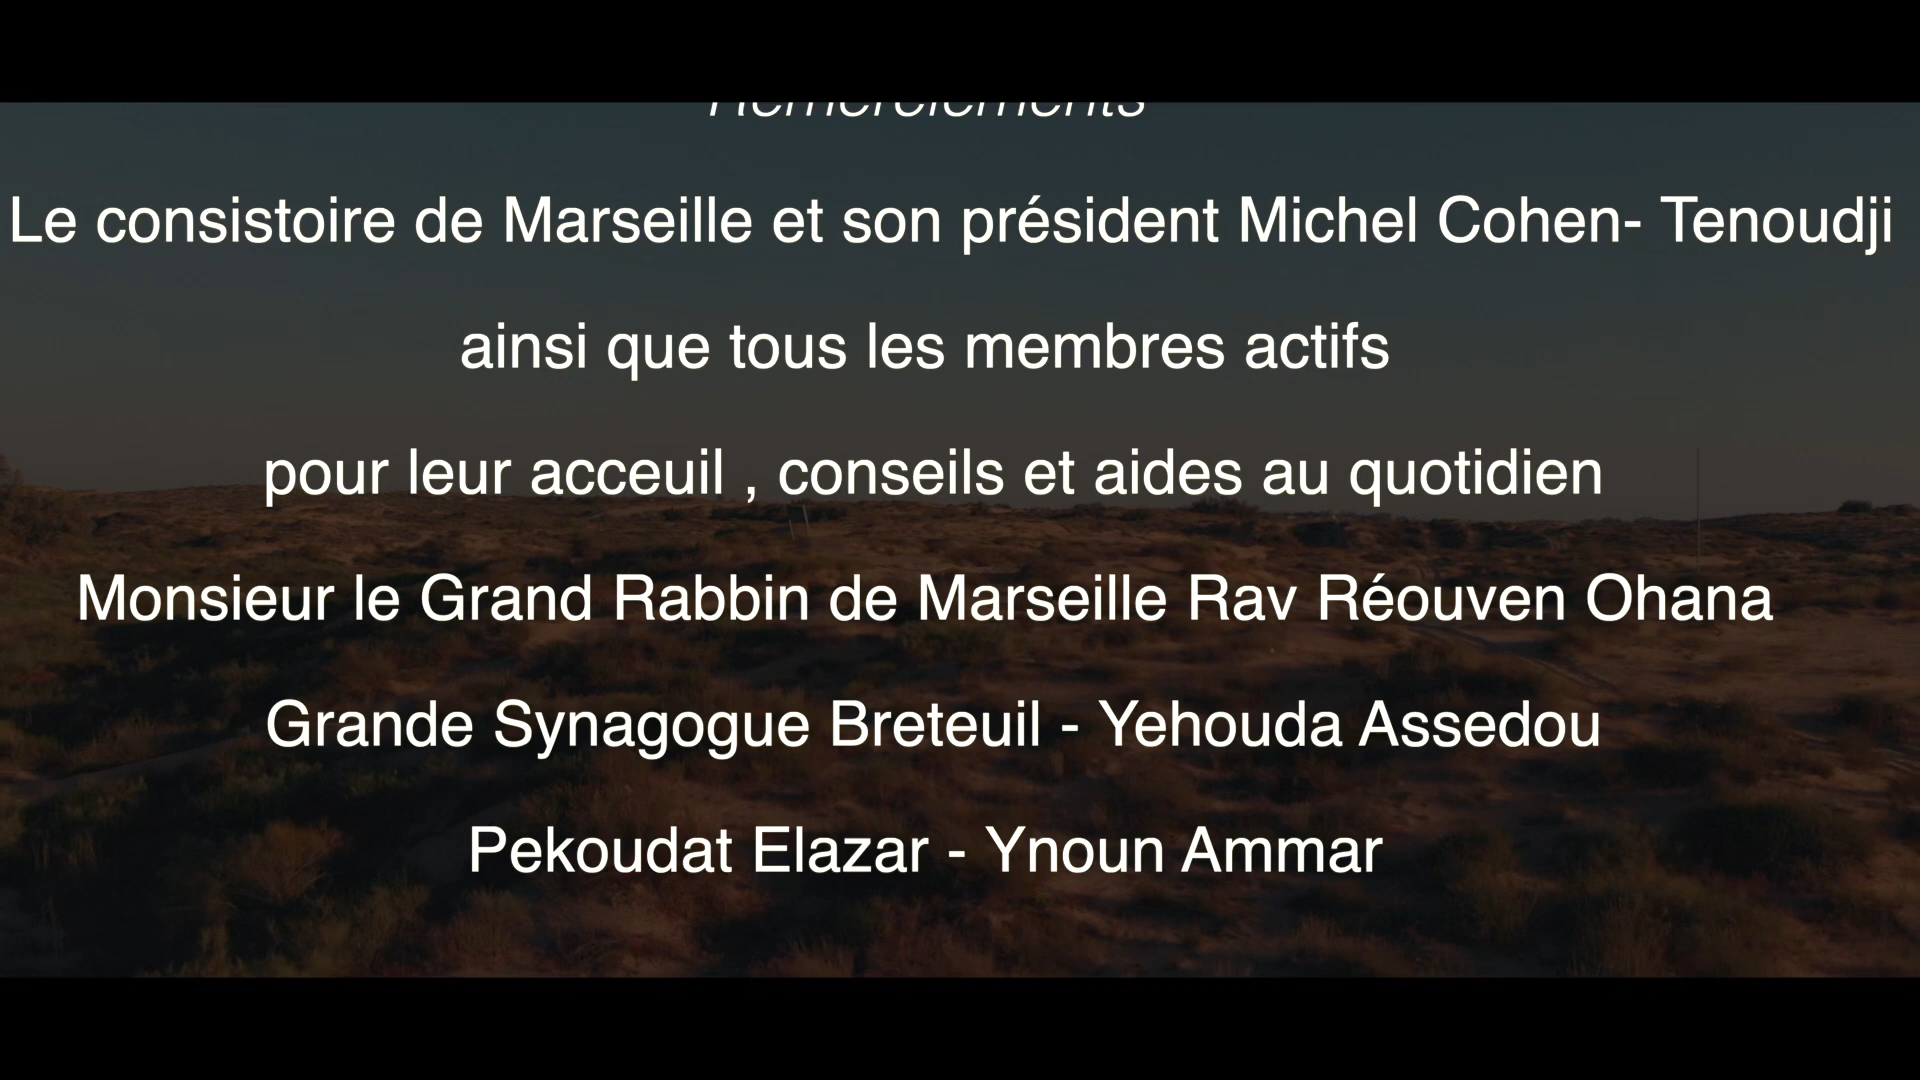 Remerciements
Le consistoire de Marseille et son président Michel Cohen- Tenoudji
ainsi que tous les membres actifs
pour leur acceuil , conseils et aides au quotidien
Monsieur le Grand Rabbin de Marseille Rav Réouven Ohana
Grande Synagogue Breteuil - Yehouda Assedou
Pekoudat Elazar - Ynoun Ammar